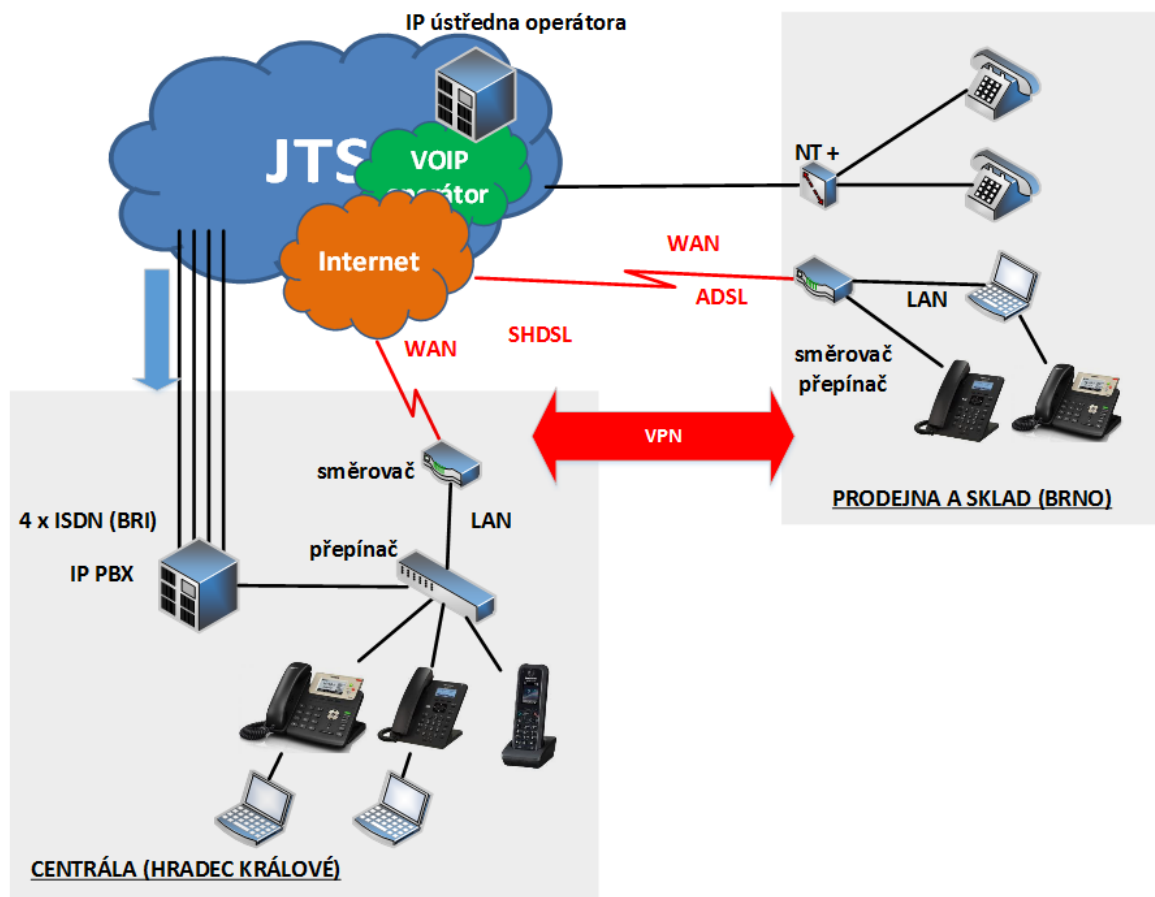 IP ústředna operátora
JTS
VOIP
operátor
Internet
NT +
WAN
ADSL
SHDSL
WAN
LAN
směrovač
přepínač
VPN
PRODEJNA A SKLAD (BRNO)
směrovač
LAN
4 x ISDN (BRI)
IP PBX
přepínač
CENTRÁLA (HRADEC KRÁLOVÉ)